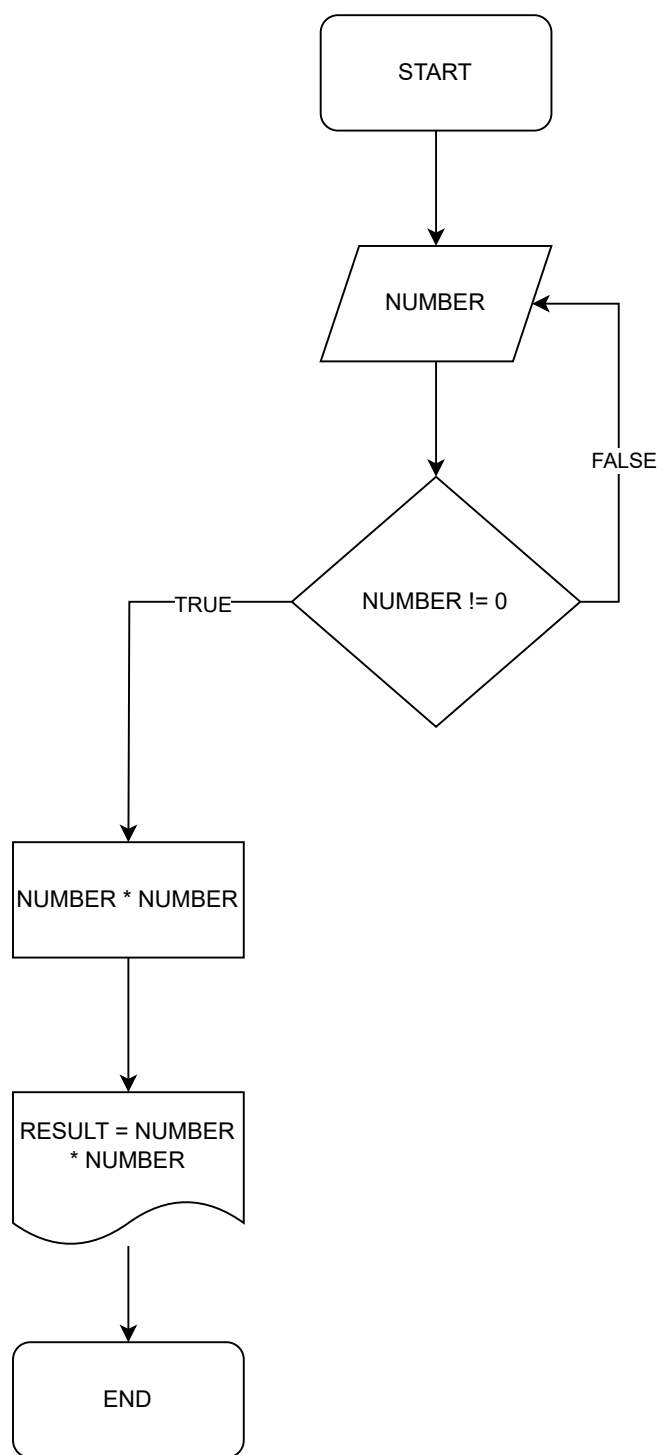 START
NUMBER
FALSE
NUMBER != 0
TRUE
NUMBER * NUMBER
RESULT = NUMBER
* NUMBER
END